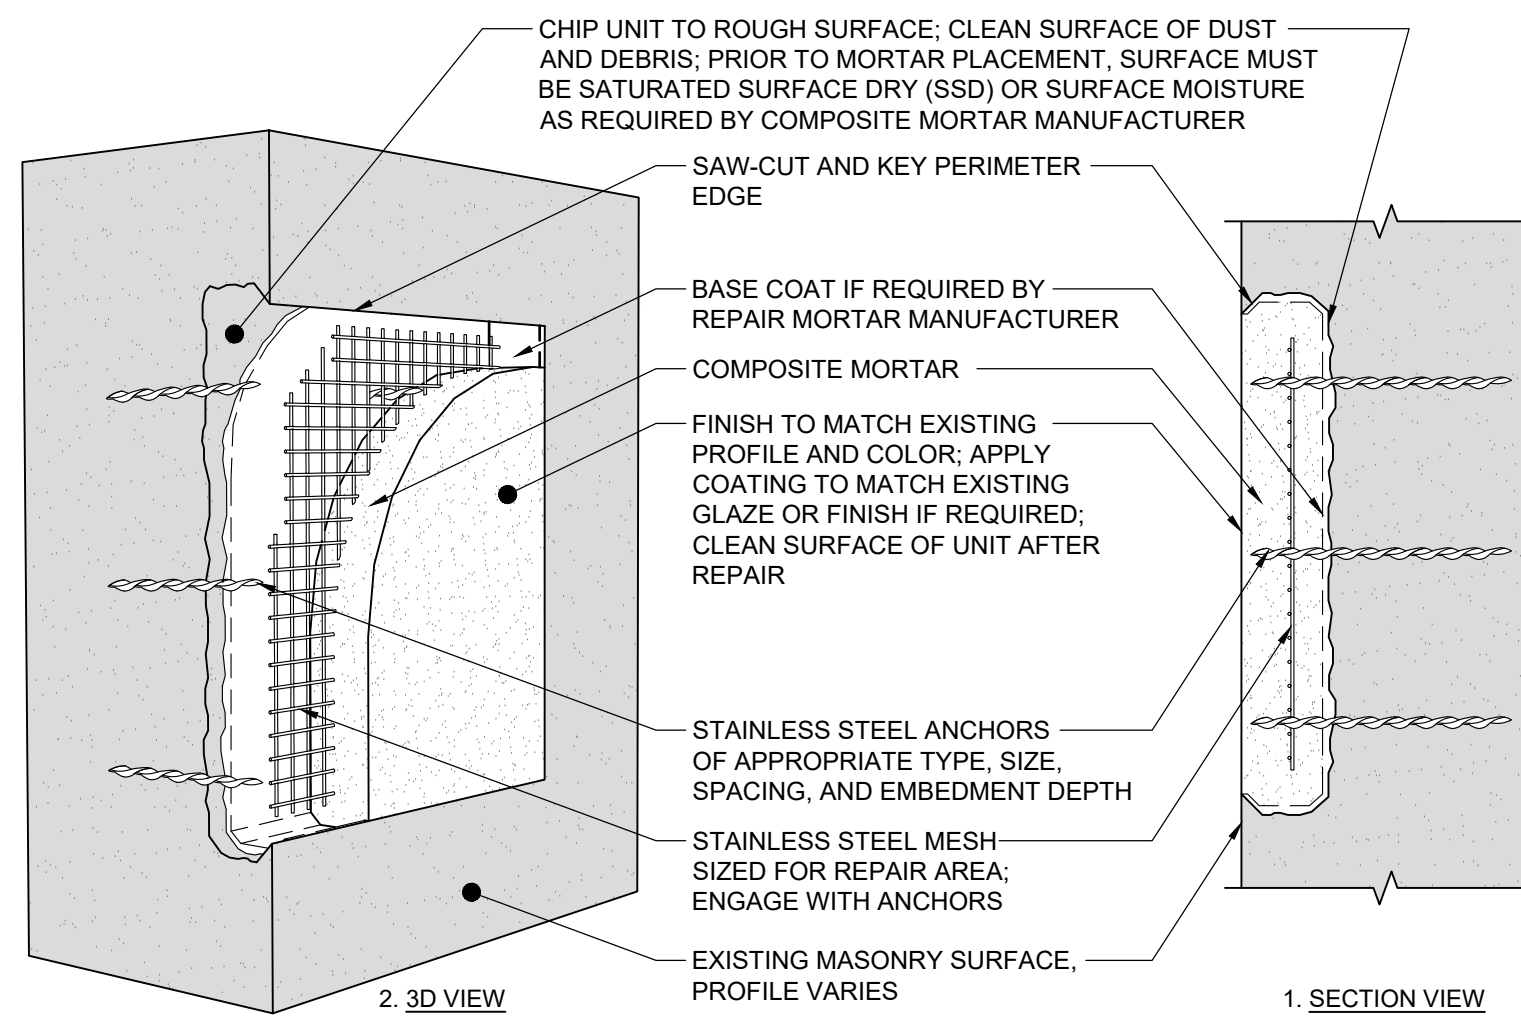 CHIP UNIT TO ROUGH SURFACE; CLEAN SURFACE OF DUST
AND DEBRIS; PRIOR TO MORTAR PLACEMENT, SURFACE MUST
BE SATURATED SURFACE DRY (SSD) OR SURFACE MOISTURE
AS REQUIRED BY COMPOSITE MORTAR MANUFACTURER
SAW-CUT AND KEY PERIMETER
EDGE
BASE COAT IF REQUIRED BY
REPAIR MORTAR MANUFACTURER
COMPOSITE MORTAR
FINISH TO MATCH EXISTING
PROFILE AND COLOR; APPLY
COATING TO MATCH EXISTING
GLAZE OR FINISH IF REQUIRED;
CLEAN SURFACE OF UNIT AFTER
REPAIR
STAINLESS STEEL ANCHORS
OF APPROPRIATE TYPE, SIZE,
SPACING, AND EMBEDMENT DEPTH
STAINLESS STEEL MESH
SIZED FOR REPAIR AREA;
ENGAGE WITH ANCHORS
EXISTING MASONRY SURFACE,
PROFILE VARIES
2. 3D VIEW
1. SECTION VIEW